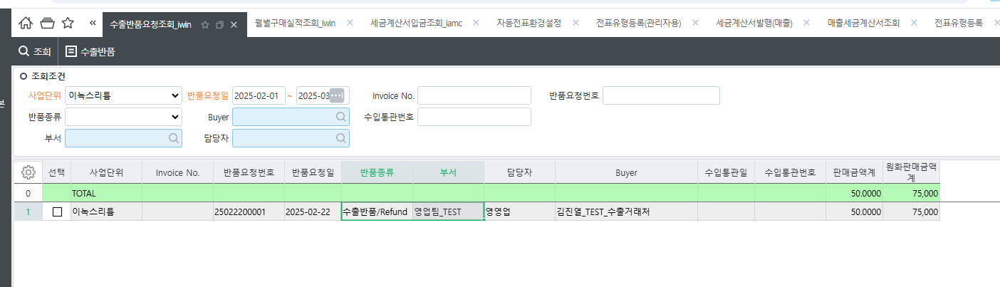 « 수출반품요청조회_iwin 월별구매실적조회_iwin 세금계산서입금조회_iamc 자동전표환경설정 전표유형등록(관리자용) 세금계산서발행(매출) 매출세금계산서조회 전표유형등록
조회 수출반품
본
조회조건
사업단위 이녹스리튬 반품요청일 2025-02-01 ~ 2025-03 Invoice No. 반품요청번호
반품종류 Buyer 수입통관번호
부서 담당자
선택 사업단위 Invoice No. 반품요청번호 반품요청일 반품종류 부서 담당자 Buyer 수입통관일 수입통관번호 판매금액계 원화판매금액계
0 TOTAL 50.0000 75,000
1 이녹스리튬 25022200001 2025-02-22 수출반품/Refund 영업팀_TEST 영영업 김진열_TEST_수출거래처 50.0000 75,000